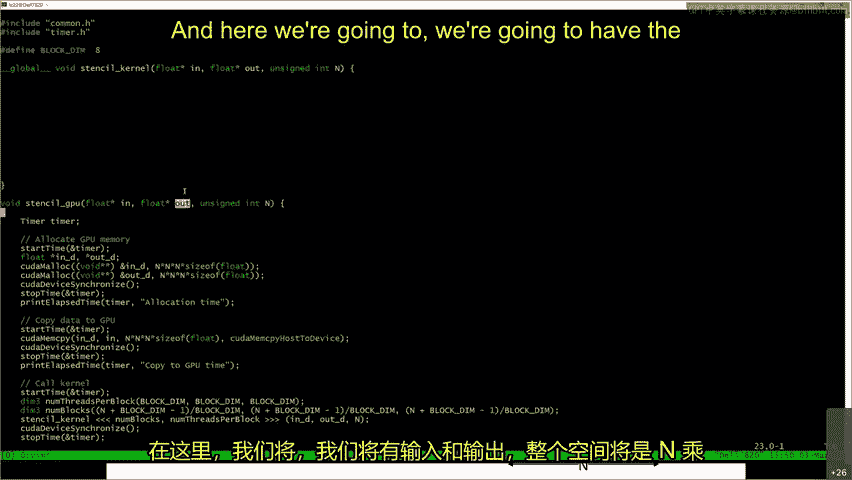 And here we're going to, we're going to have the
#include "common.h"
#include "timer.h"
#define BLOCK_DIM 8
__global__ void stencil_kernel(float* in, float* out, unsigned int N) {
}
void stencil_gpu(float* in, float* out, unsigned int N) {
Timer timer;
// Allocate GPU memory
startTime(&timer);
float *in_d, *out_d;
cudaMalloc((void**) &in_d, N*N*N*sizeof(float));
cudaMalloc((void**) &out_d, N*N*N*sizeof(float));
cudaDeviceSynchronize();
stopTime(&timer);
printElapsedTime(timer, "Allocation time");
// Copy data to GPU
startTime(&timer);
cudaMemcpy(in_d, in, N*N*N*sizeof(float), cudaMemcpyHostToDevice);
cudaDeviceSynchronize();
stopTime(&timer);
printElapsedTime(timer, "Copy to GPU time");
// Call kernel
startTime(&timer);
dim3 numThreadsPerBlock(BLOCK_DIM, BLOCK_DIM, BLOCK_DIM);
dim3 numBlocks((N + BLOCK_DIM - 1)/BLOCK_DIM, (N + BLOCK_DIM - 1)/BLOCK_DIM, (N + BLOCK_DIM - 1)/BLOCK_DIM);
stencil_kernel <<< numBlocks, numThreadsPerBlock >>> (in_d, out_d, N);
cudaDeviceSynchronize();
stopTime(&timer);
23.0-1
在这里，我们将，我们将有输入和输出，整个空间将是 N 乘
N
+26